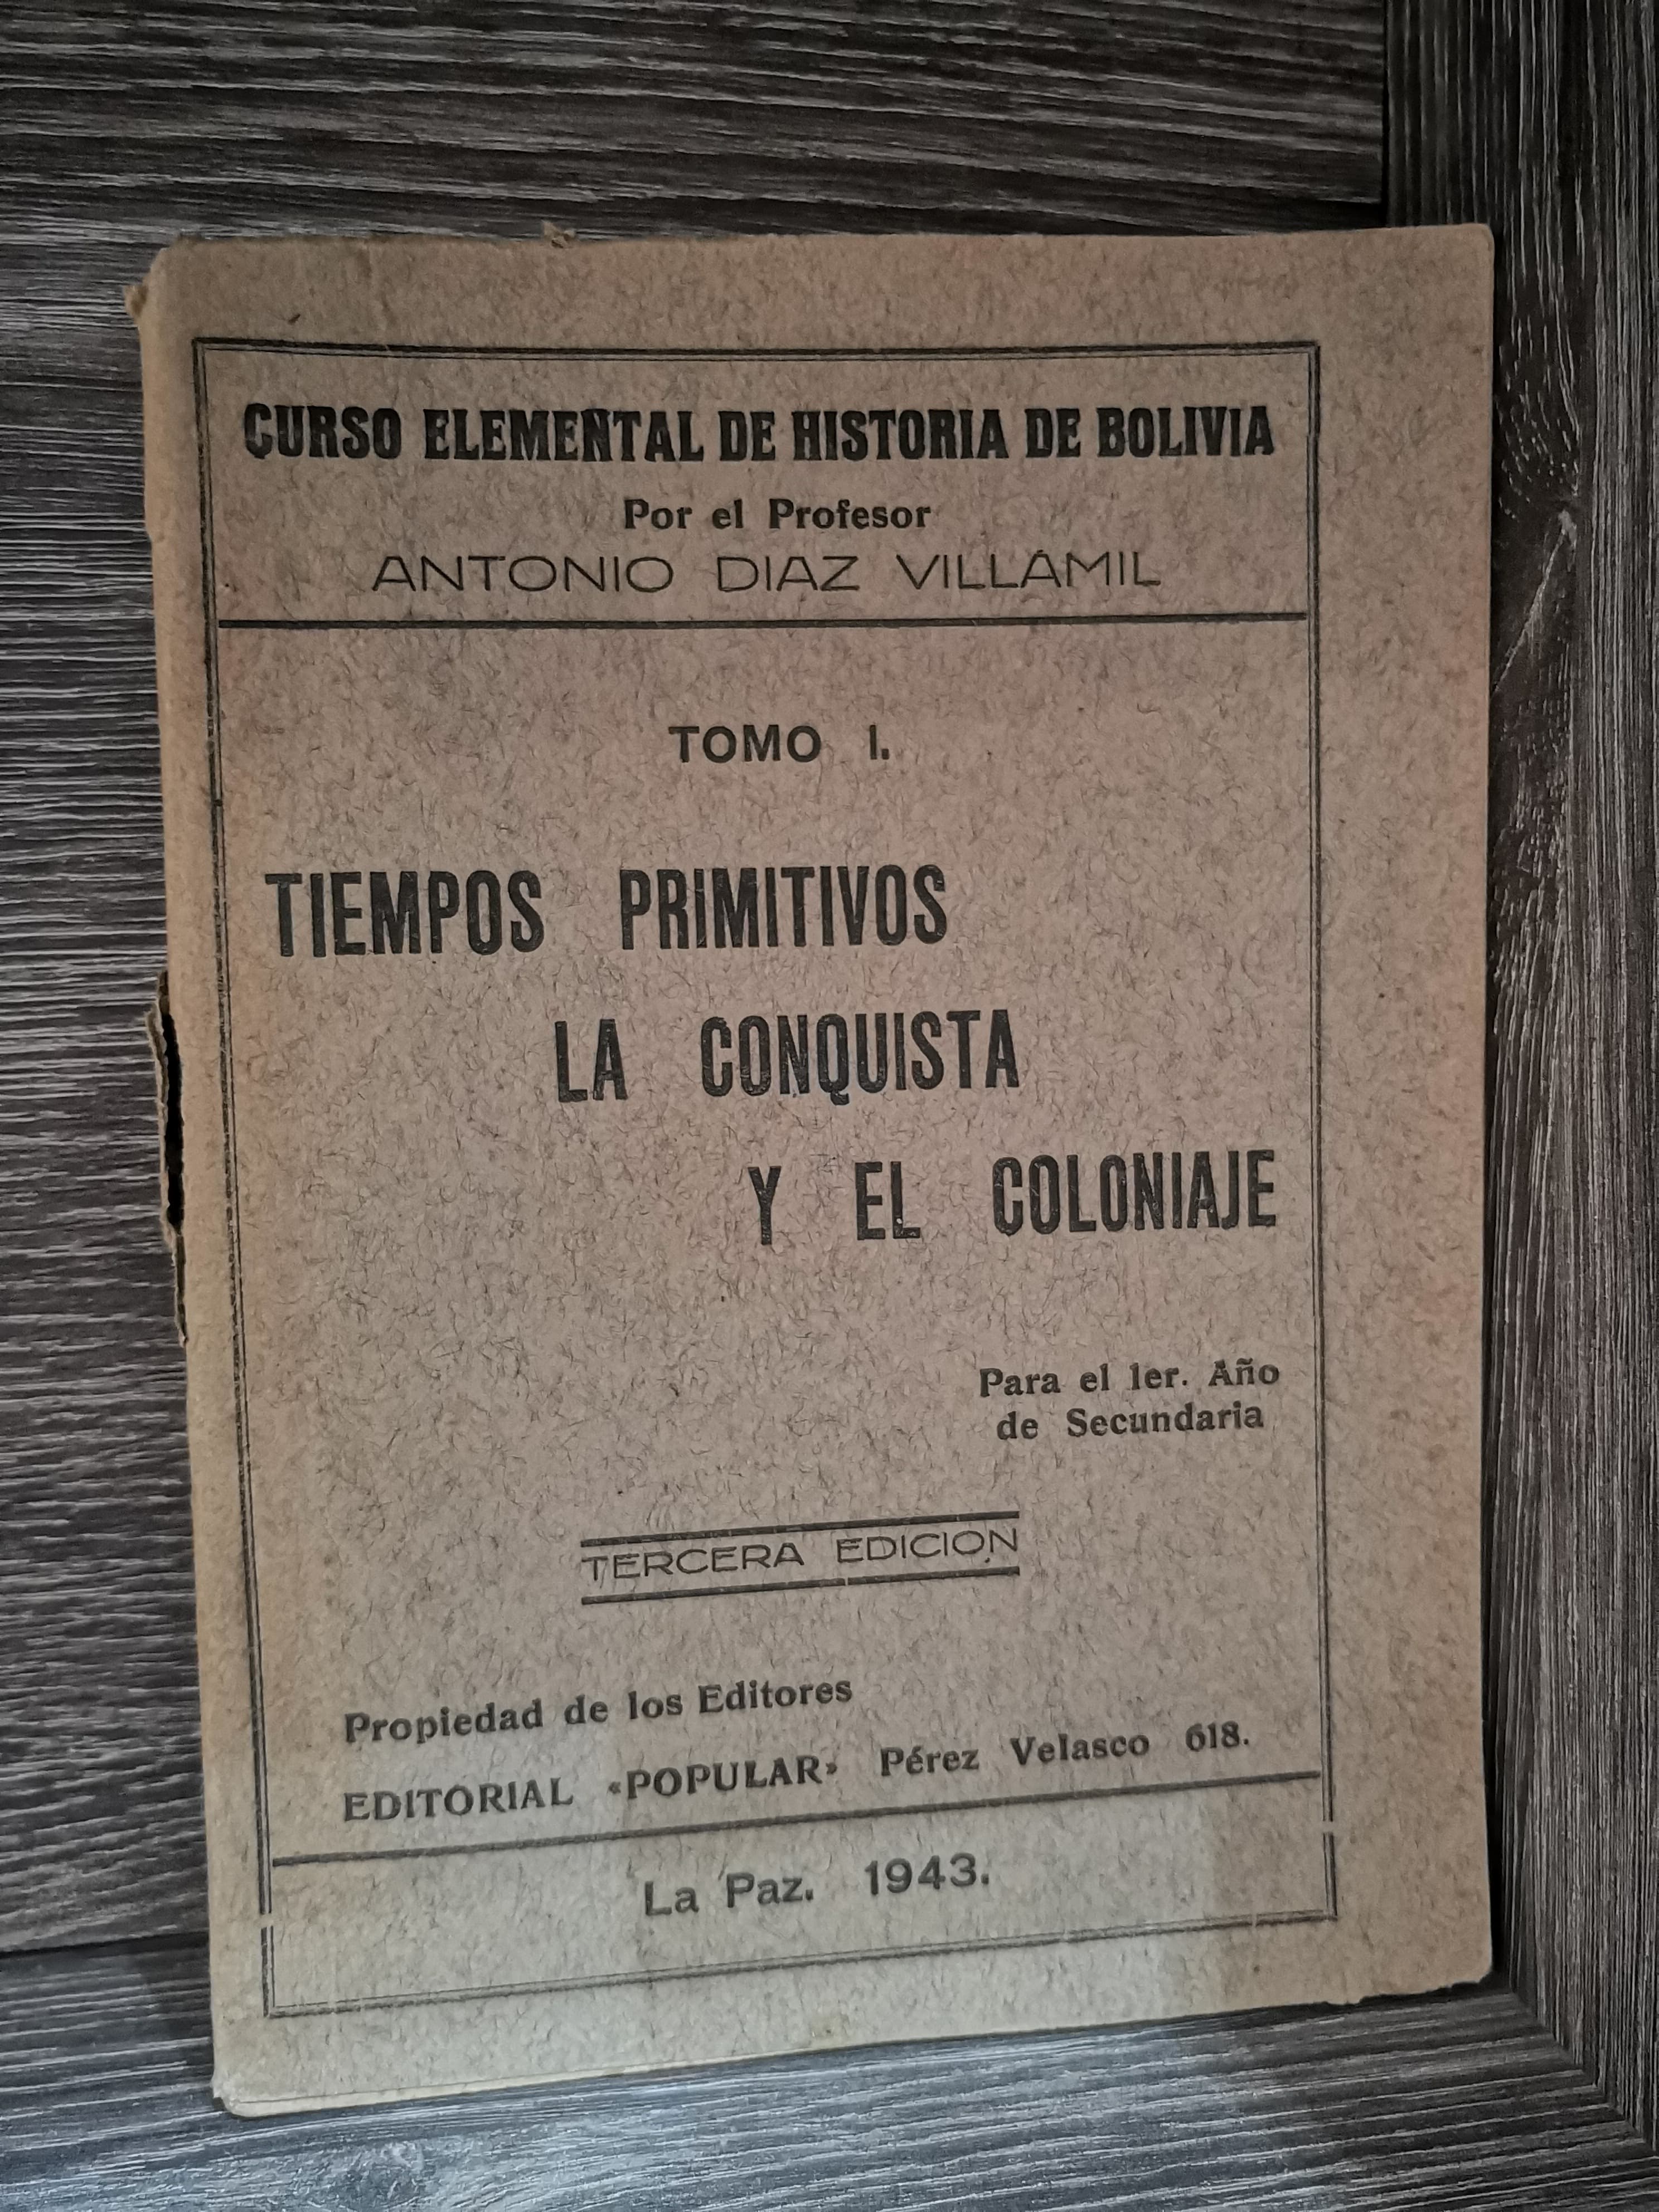 CURSO ELEMENTAL DE HISTORIA DE BOLIVIA
Por el Profesor
ANTONIO DIAZ VILLAMIL
TOMO I.
TIEMPOS PRIMITIVOS
LA CONQUISTA
Y EL COLONIAJE
Para el 1er. Año
de Secundaria
TERCERA EDICION
Propiedad de los Editores
EDITORIAL «POPULAR» Pérez Velasco 618.
La Paz. 1943.